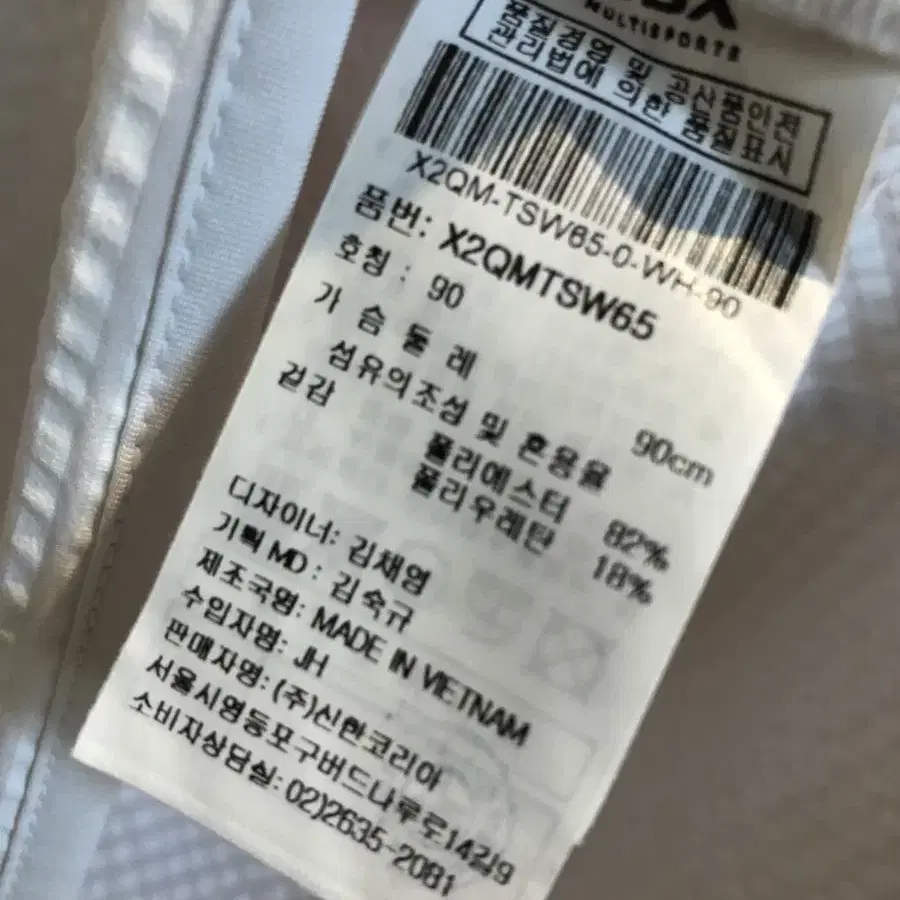 MULTISPORTS
품질경영 및 공산품안전
관리법에 의한 품질표시
X2QM-TSW65-0-WH-90
품번: X2QMTSW65
호칭 : 90
가 슴 둘 레 90cm
섬유의조성 및 혼용율
겉감 폴리에스터 82%
폴리우레탄 18%
디자이너: 김채영
기획MD : 김숙규
제조국명: MADE IN VIETNAM
수입자명: JH
판매자명: (주)신한코리아
서울시영등포구버드나루로14길9
소비자상담실: 02)2635-2081